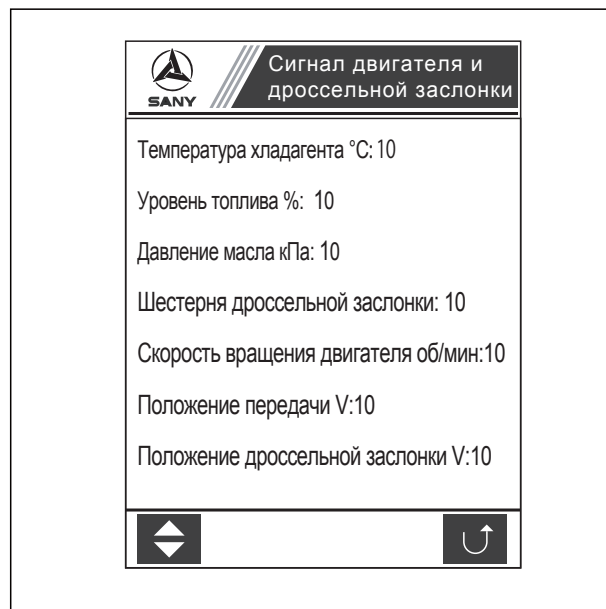 SANY
Сигнал двигателя и
дроссельной заслонки
Температура хладагента °C: 10
Уровень топлива %: 10
Давление масла кПа: 10
Шестерня дроссельной заслонки: 10
Скорость вращения двигателя об/мин:10
Положение передачи V:10
Положение дроссельной заслонки V:10